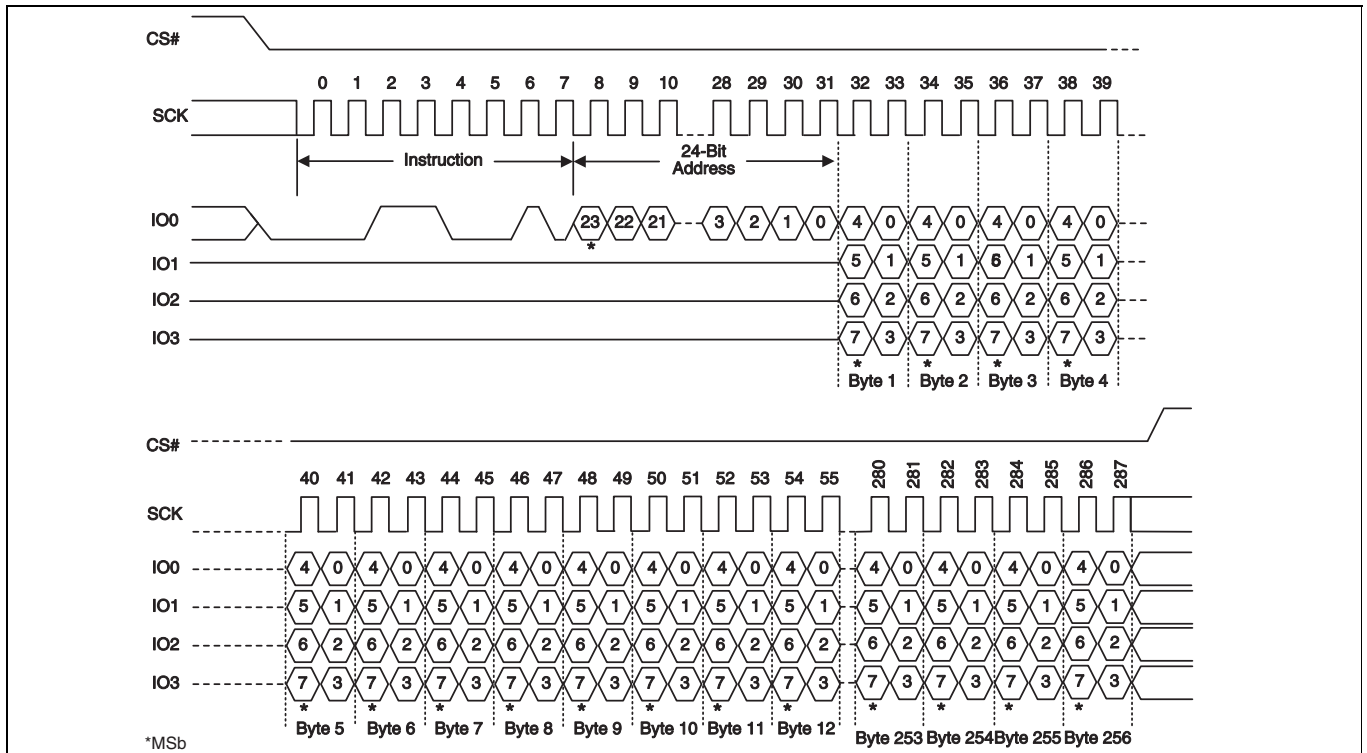 CS#
0 1 2 3 4 5 6 7 8 9 10 28 29 30 31 32 33 34 35 36 37 38 39
SCK
Instruction
24-Bit
Address
IO0 23 22 21 3 2 1 0 4 0 4 0 4 0 4 0
*
IO1 5 1 5 1 6 1 5 1
IO2 6 2 6 2 6 2 6 2
IO3 7 3 7 3 7 3 7 3
* * * *
Byte 1 Byte 2 Byte 3 Byte 4
CS#
40 41 42 43 44 45 46 47 48 49 50 51 52 53 54 55 280 281 282 283 284 285 286 287
SCK
IO0 4 0 4 0 4 0 4 0 4 0 4 0 4 0 4 0 4 0 4 0 4 0 4 0
IO1 5 1 5 1 5 1 5 1 5 1 5 1 5 1 5 1 5 1 5 1 5 1 5 1
IO2 6 2 6 2 6 2 6 2 6 2 6 2 6 2 6 2 6 2 6 2 6 2 6 2
IO3 7 3 7 3 7 3 7 3 7 3 7 3 7 3 7 3 7 3 7 3 7 3 7 3
* * * * * * * * * * * *
Byte 5 Byte 6 Byte 7 Byte 8 Byte 9 Byte 10 Byte 11 Byte 12 Byte 253 Byte 254 Byte 255 Byte 256
*MSb